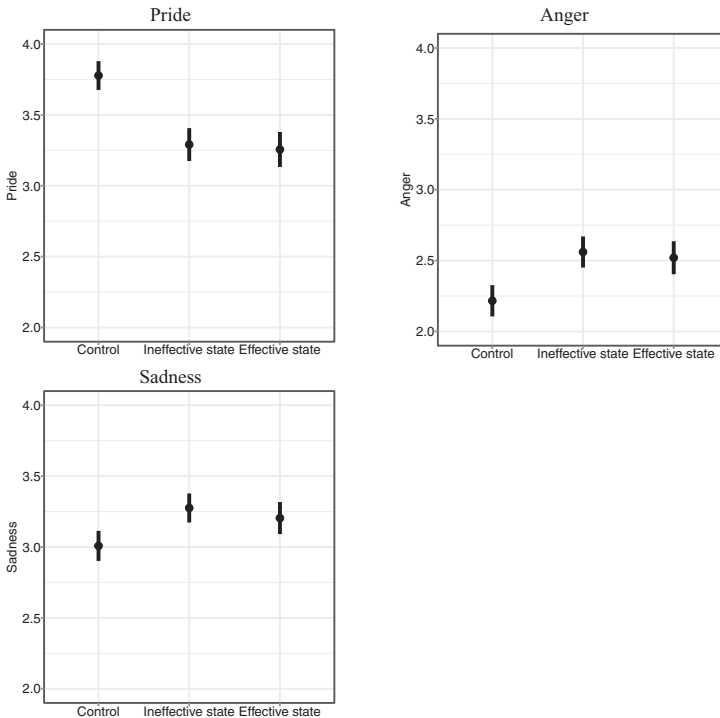 Pride
4.0
3.5
3.0
2.5
2.0
Pride
Control Ineffective state Effective state
Anger
4.0
3.5
3.0
2.5
2.0
Anger
Control Ineffective state Effective state
Sadness
4.0
3.5
3.0
2.5
2.0
Sadness
Control Ineffective state Effective state